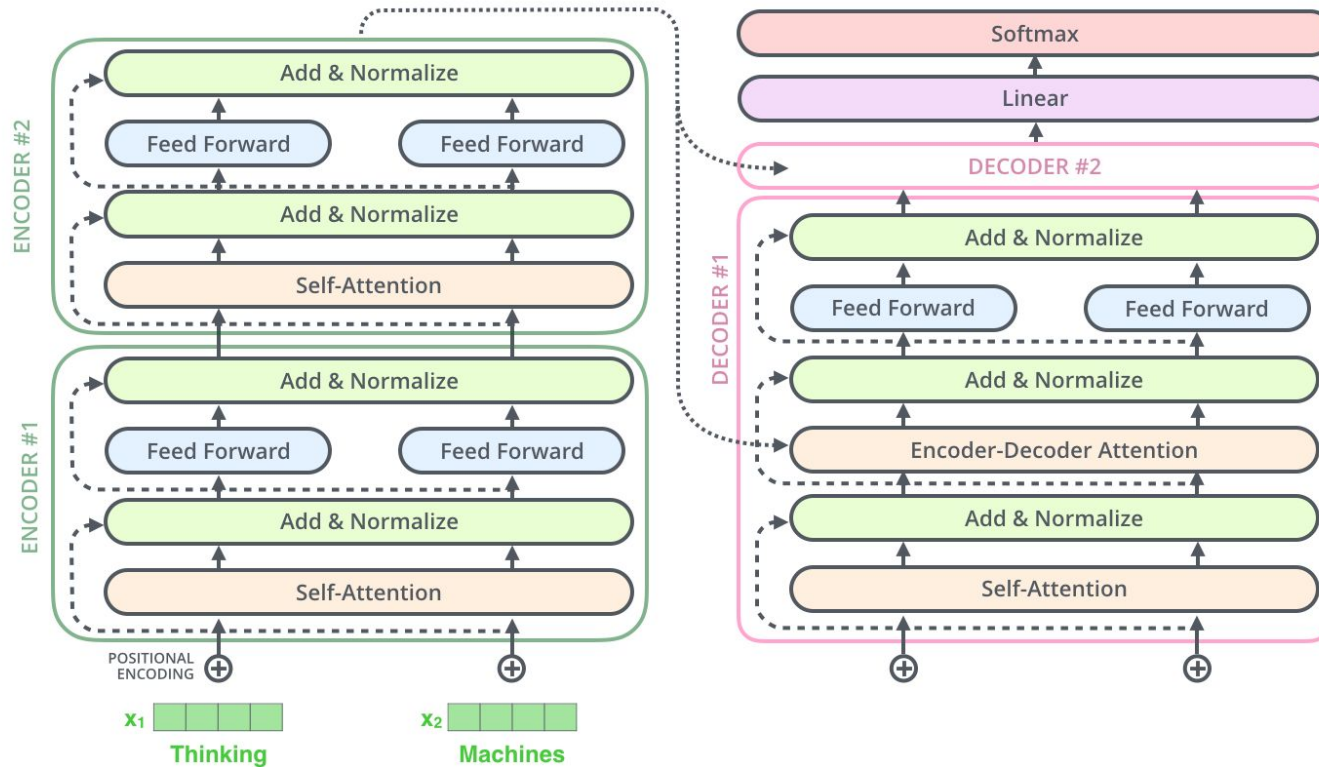 ENCODER #2
Add & Normalize
Feed Forward Feed Forward
Add & Normalize
Self-Attention
ENCODER #1
Add & Normalize
Feed Forward Feed Forward
Add & Normalize
Self-Attention
POSITIONAL
ENCODING
x₁ x₂
Thinking Machines
Softmax
Linear
DECODER #2
DECODER #1
Add & Normalize
Feed Forward Feed Forward
Add & Normalize
Encoder-Decoder Attention
Add & Normalize
Self-Attention